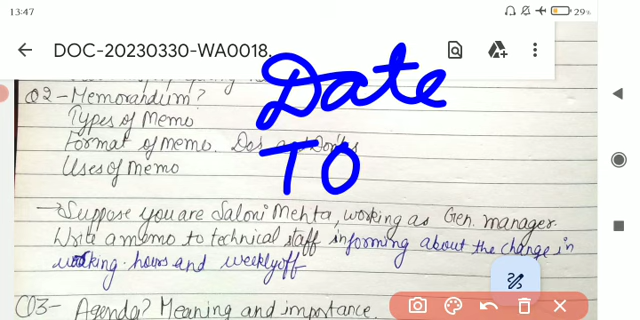 13:47
29%
DOC-20230330-WA0018.
Date
Q2 - Memorandum?
Types of Memo
Format of memo. Dos and Don'ts
TO
Uses of Memo
→ Suppose you are Saloni Mehta, working as Gen. manager.
Write a memo to technical staff informing about the change in
working hours and weekly off
Q3 - Agenda? Meaning and importance.